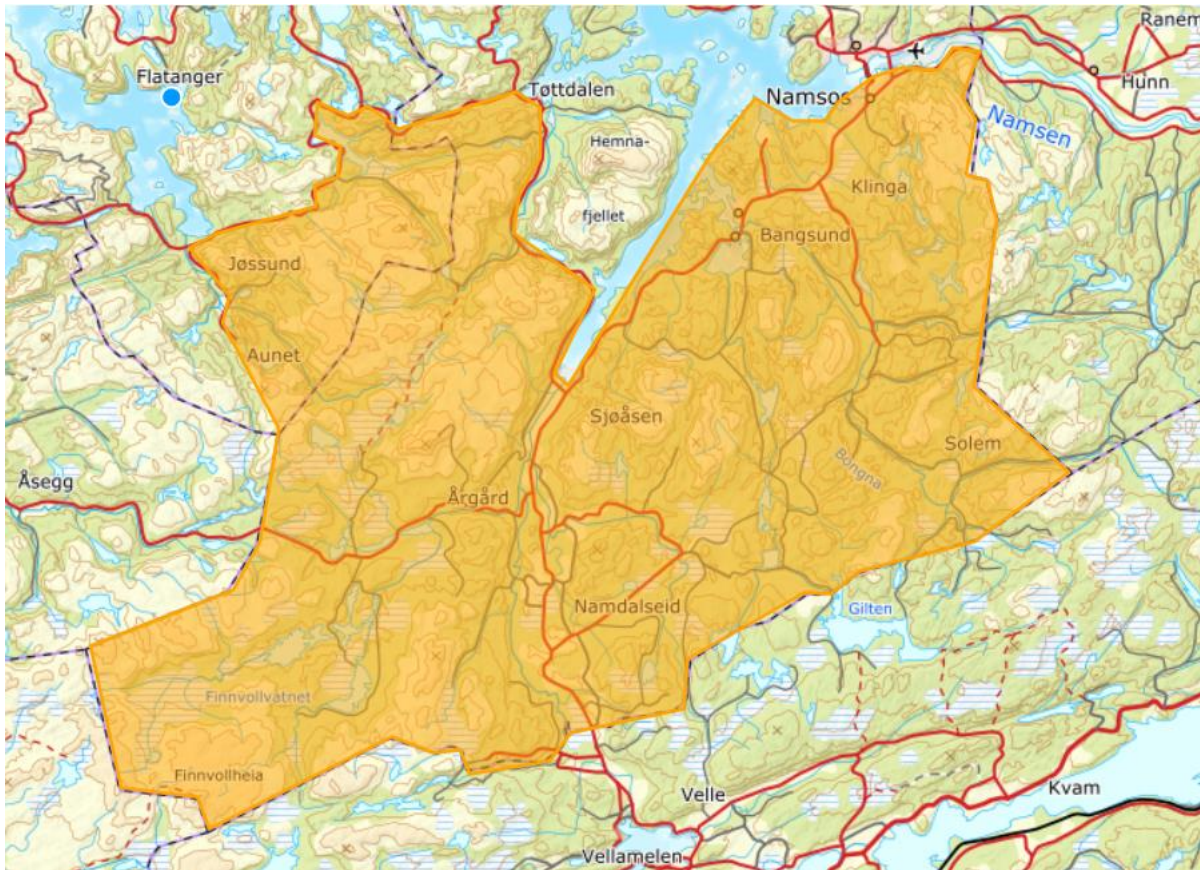 Ranem
Flatanger
Hunn
Tøttdalen
Namsos
Namsen
Hemna-
Klinga
fjellet
Bangsund
Jøssund
Aunet
Sjøåsen
Solem
Bongna
Åsegg
Årgård
Namdalseid
Gilten
Finnvollvatnet
Finnvollheia
Velle
Kvam
Vellamelen